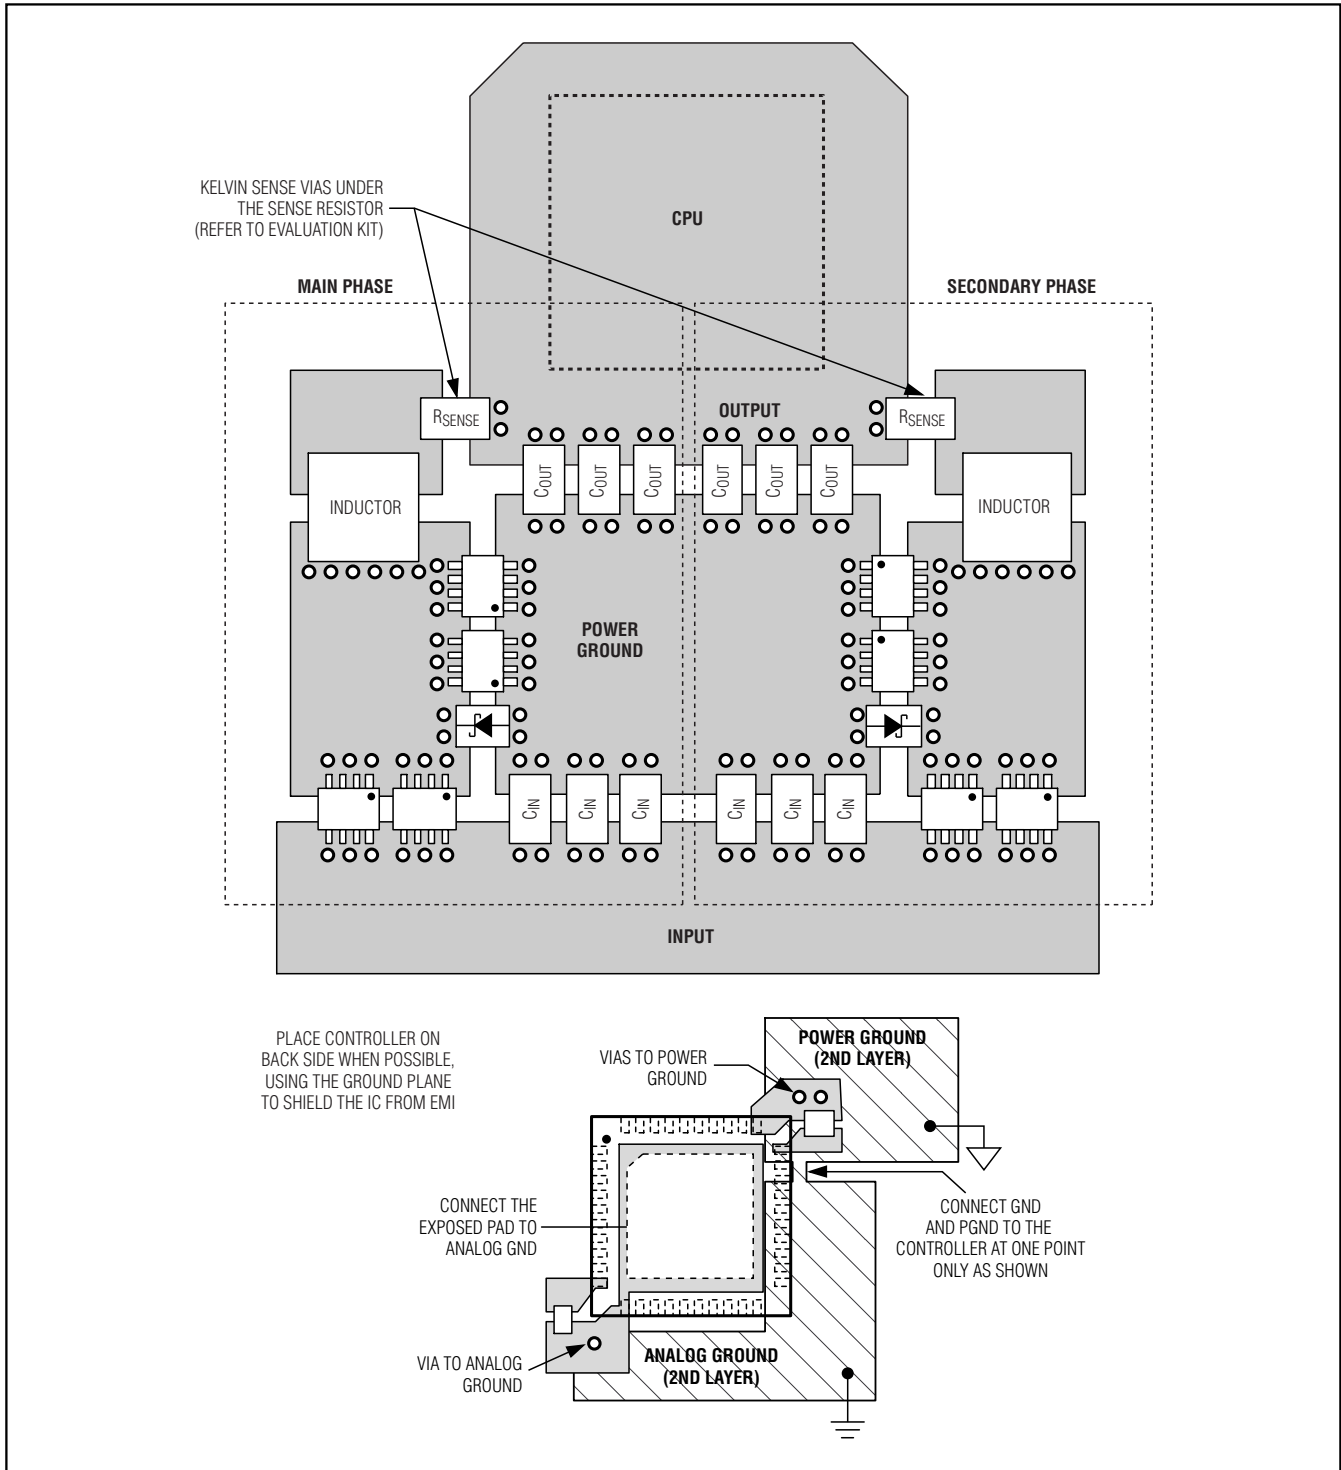 CPU
KELVIN SENSE VIAS UNDER
THE SENSE RESISTOR
(REFER TO EVALUATION KIT)
MAIN PHASE
SECONDARY PHASE
OUTPUT
RSENSE
RSENSE
COUT
COUT
COUT
COUT
COUT
COUT
INDUCTOR
INDUCTOR
POWER
GROUND
CIN
CIN
CIN
CIN
CIN
CIN
INPUT
PLACE CONTROLLER ON
BACK SIDE WHEN POSSIBLE,
USING THE GROUND PLANE
TO SHIELD THE IC FROM EMI
VIAS TO POWER
GROUND
POWER GROUND
(2ND LAYER)
CONNECT THE
EXPOSED PAD TO
ANALOG GND
CONNECT GND
AND PGND TO THE
CONTROLLER AT ONE POINT
ONLY AS SHOWN
VIA TO ANALOG
GROUND
ANALOG GROUND
(2ND LAYER)